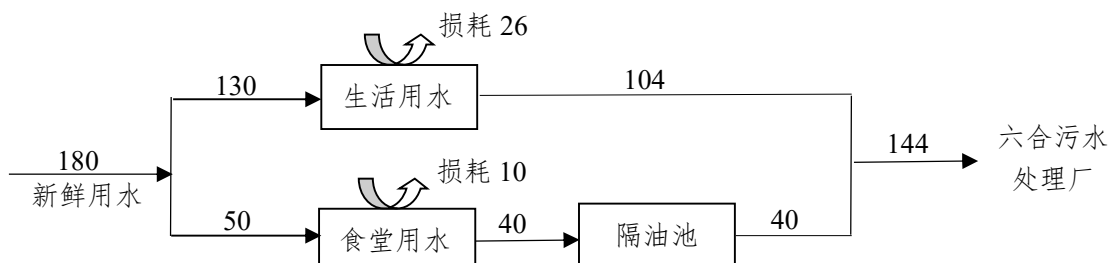 损耗 26
130
生活用水
104
180
新鲜用水
144
六合污水
处理厂
损耗 10
50
食堂用水
40
隔油池
40